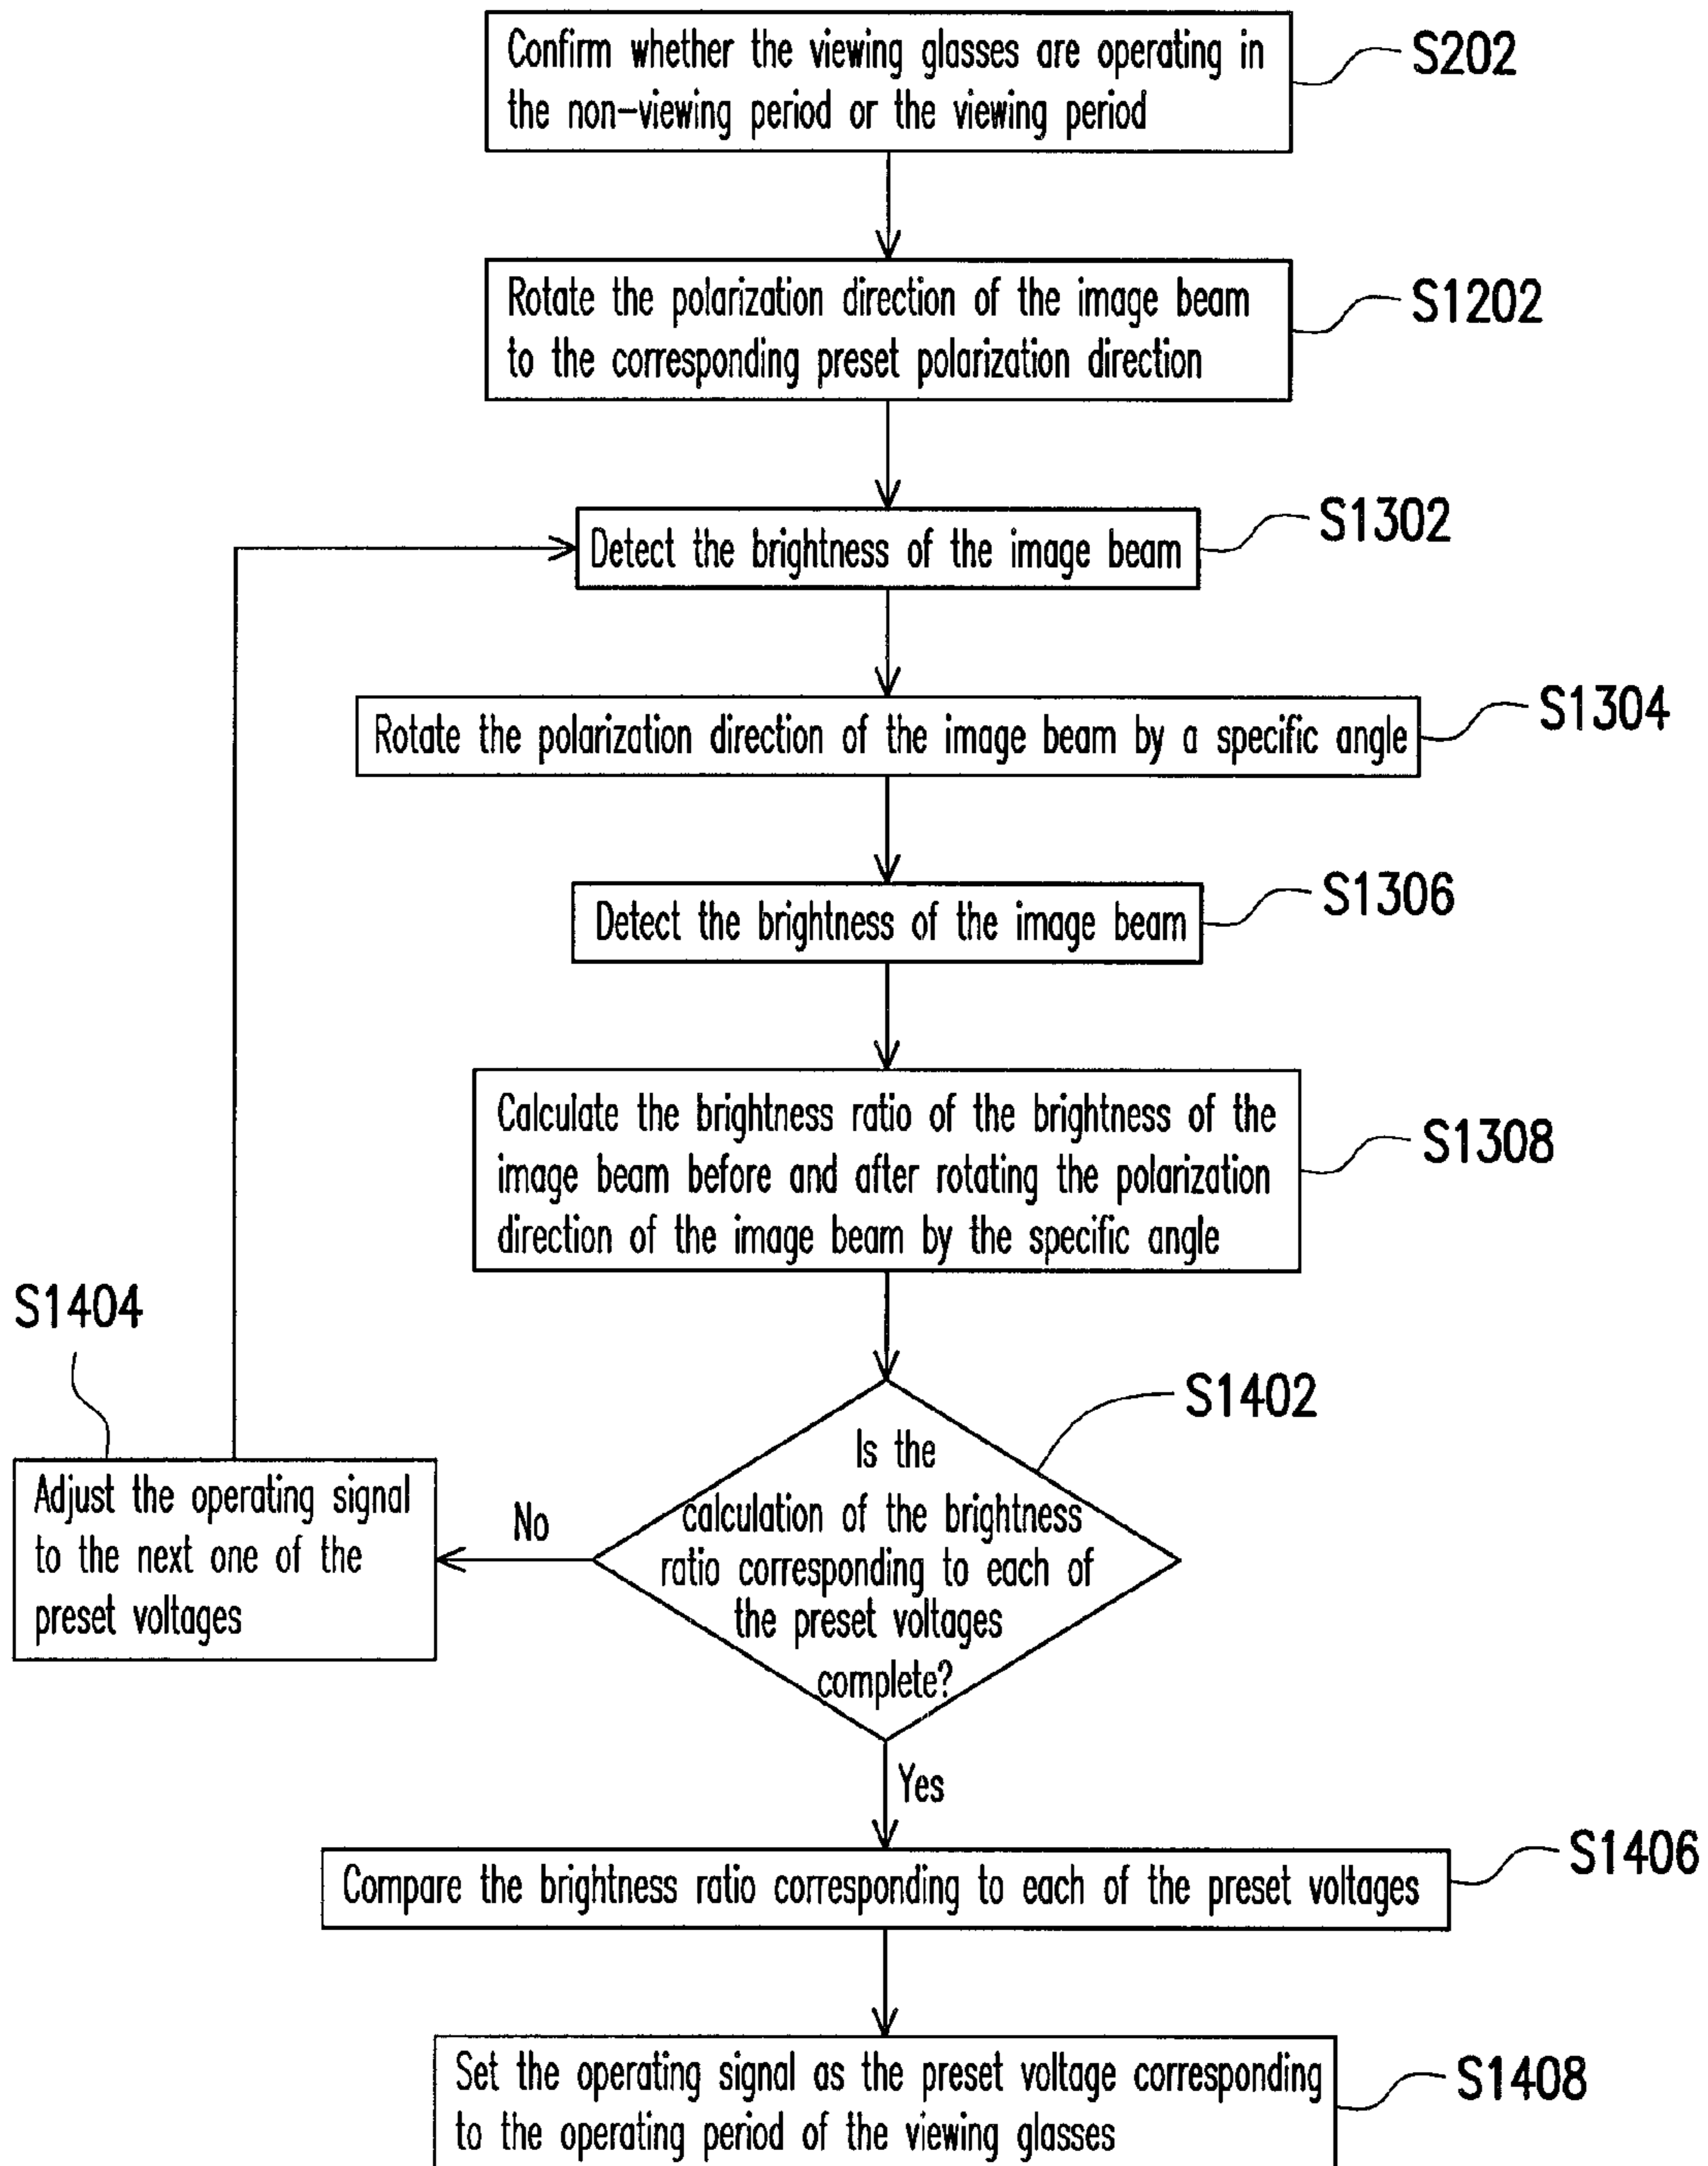 Confirm whether the viewing glasses are operating in
the non-viewing period or the viewing period
S202
Rotate the polarization direction of the image beam
to the corresponding preset polarization direction
S1202
Detect the brightness of the image beam
S1302
Rotate the polarization direction of the image beam by a specific angle
S1304
Detect the brightness of the image beam
S1306
Calculate the brightness ratio of the brightness of the
image beam before and after rotating the polarization
direction of the image beam by the specific angle
S1308
S1404
Adjust the operating signal
to the next one of the
preset voltages
No
S1402
Is the
calculation of the brightness
ratio corresponding to each of
the preset voltages
complete?
Yes
Compare the brightness ratio corresponding to each of the preset voltages
S1406
Set the operating signal as the preset voltage corresponding
to the operating period of the viewing glasses
S1408